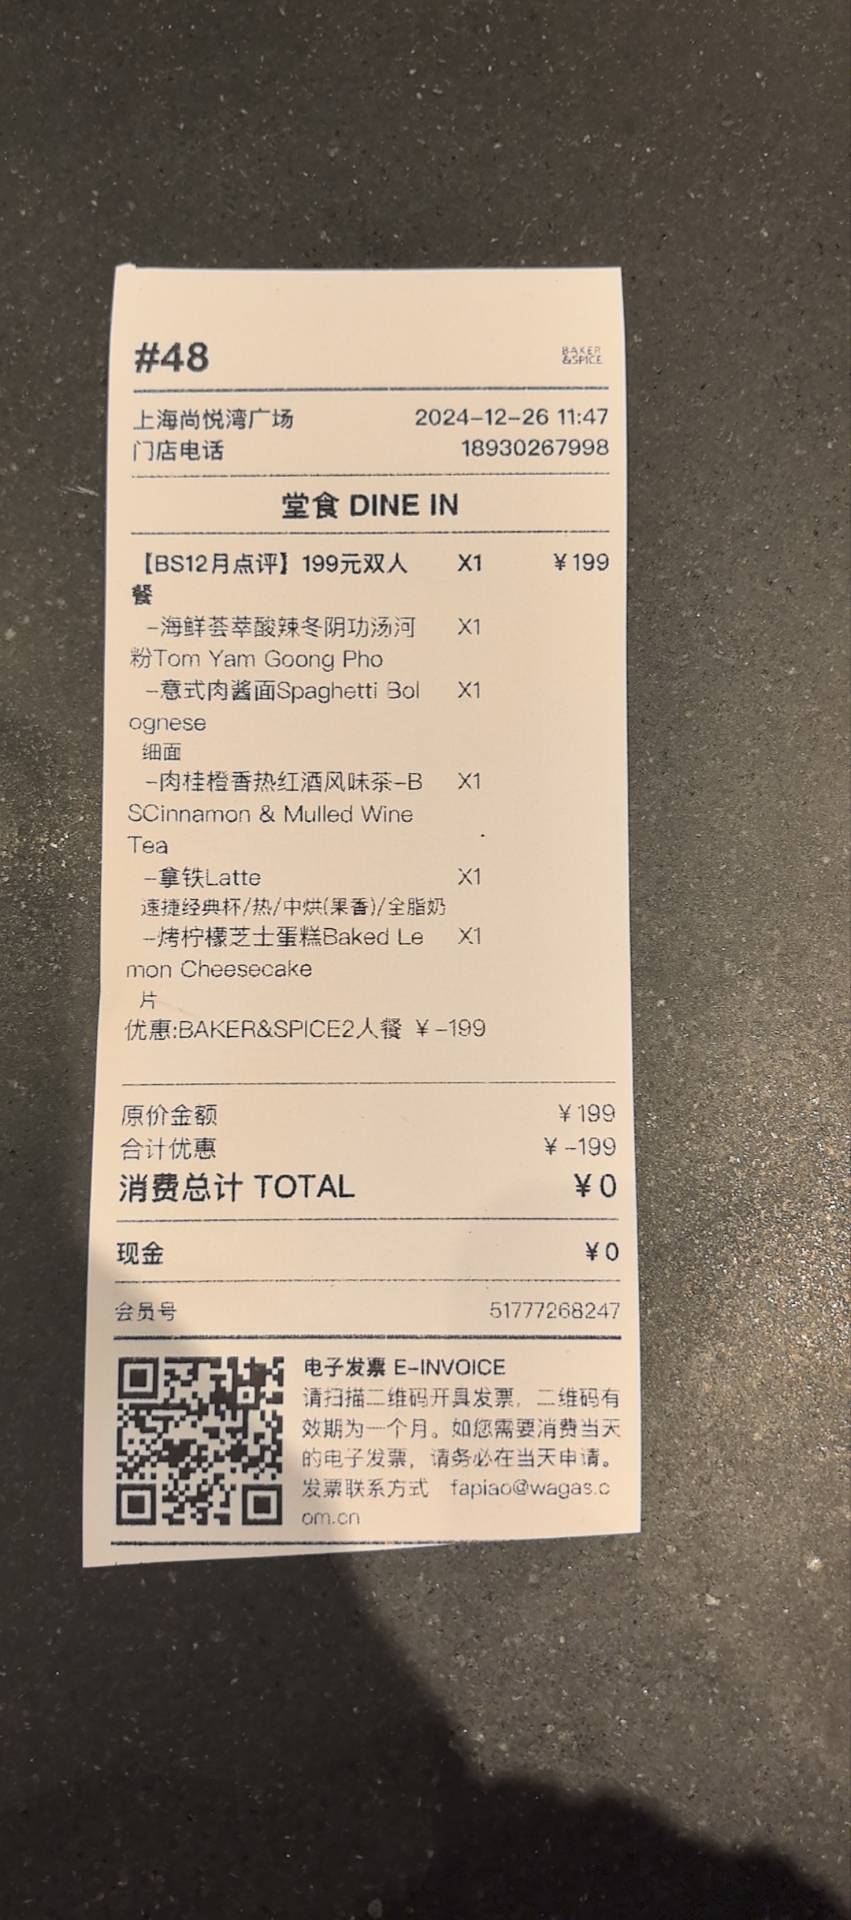 #48
BAKER
&SPICE
上海尚悦湾广场 2024-12-26 11:47
门店电话 18930267998
堂食 DINE IN
【BS12月点评】199元双人 X1 ¥199
餐
-海鲜荟萃酸辣冬阴功汤河 X1
粉Tom Yam Goong Pho
-意式肉酱面Spaghetti Bol X1
ognese
细面
-肉桂橙香热红酒风味茶-B X1
SCinnamon & Mulled Wine
Tea
-拿铁Latte X1
速捷经典杯/热/中烘(果香)/全脂奶
-烤柠檬芝士蛋糕Baked Le X1
mon Cheesecake
片
优惠:BAKER&SPICE2人餐 ¥-199
原价金额 ¥199
合计优惠 ¥-199
消费总计 TOTAL ¥0
现金 ¥0
会员号 51777268247
电子发票 E-INVOICE
请扫描二维码开具发票，二维码有
效期为一个月。如您需要消费当天
的电子发票，请务必在当天申请。
发票联系方式 fapiao@wagas.c
om.cn